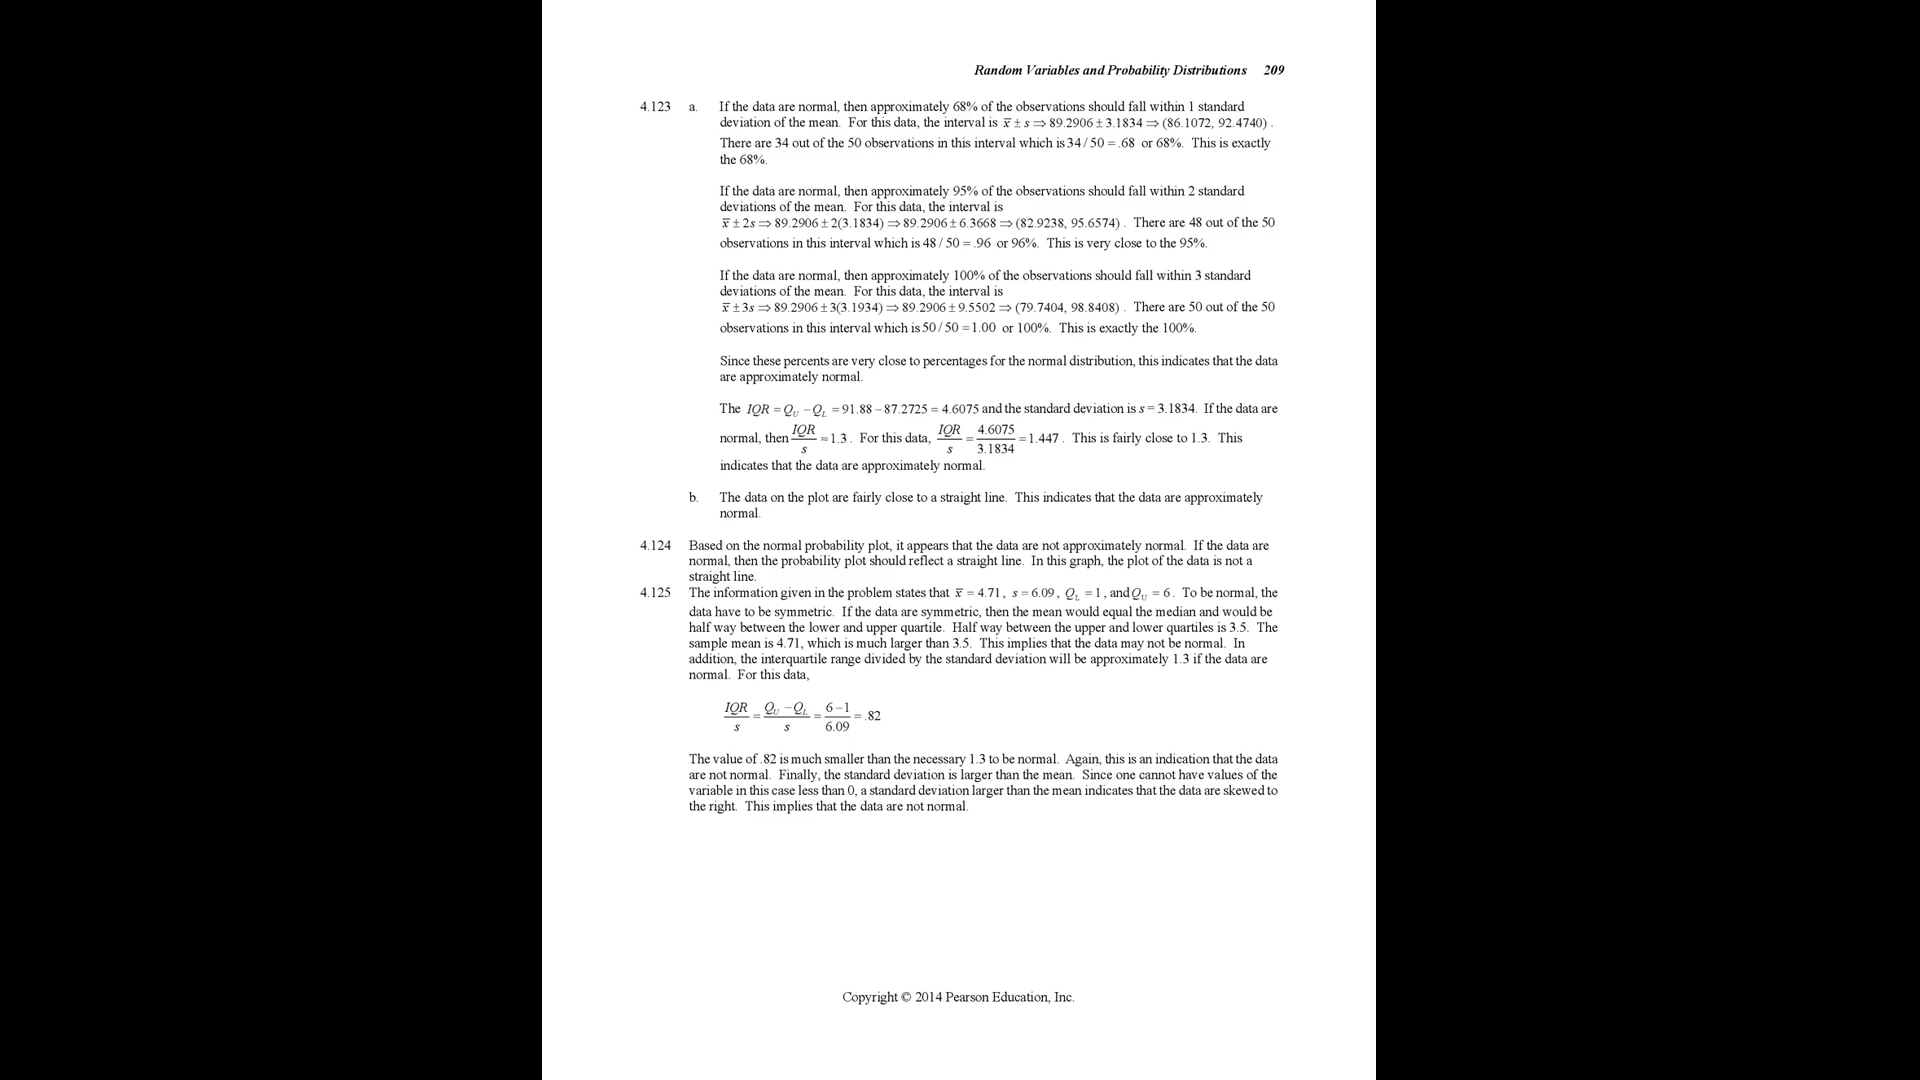 Random Variables and Probability Distributions 209
4.123 a. If the data are normal, then approximately 68% of the observations should fall within 1 standard
deviation of the mean. For this data, the interval is x̅ ± s ⇒ 89.2906 ± 3.1834 ⇒ (86.1072, 92.4740) .
There are 34 out of the 50 observations in this interval which is 34 / 50 = .68 or 68%. This is exactly
the 68%.
If the data are normal, then approximately 95% of the observations should fall within 2 standard
deviations of the mean. For this data, the interval is
x̅ ± 2s ⇒ 89.2906 ± 2(3.1834) ⇒ 89.2906 ± 6.3668 ⇒ (82.9238, 95.6574) . There are 48 out of the 50
observations in this interval which is 48 / 50 = .96 or 96%. This is very close to the 95%.
If the data are normal, then approximately 100% of the observations should fall within 3 standard
deviations of the mean. For this data, the interval is
x̅ ± 3s ⇒ 89.2906 ± 3(3.1934) ⇒ 89.2906 ± 9.5502 ⇒ (79.7404, 98.8408) . There are 50 out of the 50
observations in this interval which is 50 / 50 = 1.00 or 100%. This is exactly the 100%.
Since these percents are very close to percentages for the normal distribution, this indicates that the data
are approximately normal.
The IQR = Q_U − Q_L = 91.88 − 87.2725 = 4.6075 and the standard deviation is s = 3.1834. If the data are
normal, then IQR/s ≈ 1.3 . For this data, IQR/s = 4.6075/3.1834 = 1.447 . This is fairly close to 1.3. This
indicates that the data are approximately normal.
b. The data on the plot are fairly close to a straight line. This indicates that the data are approximately
normal.
4.124 Based on the normal probability plot, it appears that the data are not approximately normal. If the data are
normal, then the probability plot should reflect a straight line. In this graph, the plot of the data is not a
straight line.
4.125 The information given in the problem states that x̅ = 4.71 , s = 6.09 , Q_L = 1 , and Q_U = 6 . To be normal, the
data have to be symmetric. If the data are symmetric, then the mean would equal the median and would be
half way between the lower and upper quartile. Half way between the upper and lower quartiles is 3.5. The
sample mean is 4.71, which is much larger than 3.5. This implies that the data may not be normal. In
addition, the interquartile range divided by the standard deviation will be approximately 1.3 if the data are
normal. For this data,
IQR/s = (Q_U − Q_L)/s = (6 − 1)/6.09 = .82
The value of .82 is much smaller than the necessary 1.3 to be normal. Again, this is an indication that the data
are not normal. Finally, the standard deviation is larger than the mean. Since one cannot have values of the
variable in this case less than 0, a standard deviation larger than the mean indicates that the data are skewed to
the right. This implies that the data are not normal.
Copyright © 2014 Pearson Education, Inc.